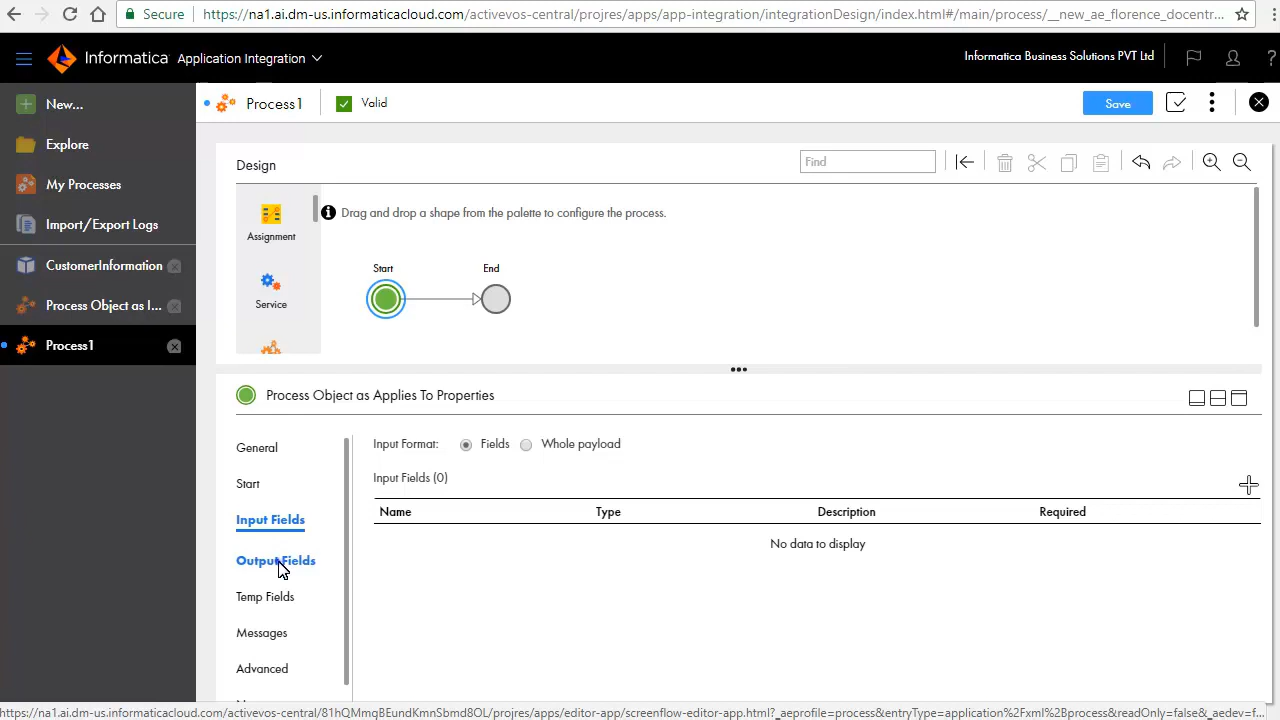 Secure https://na1.ai.dm-us.informaticacloud.com/activevos-central/projres/apps/app-integration/integrationDesign/index.html#/main/process/__new_ae_florence_docentr...
Informatica Application Integration
Informatica Business Solutions PVT Ltd
New...
Process1
Valid
Save
Explore
My Processes
Import/Export Logs
CustomerInformation
Process Object as I...
Process1
Design
Find
Assignment
Drag and drop a shape from the palette to configure the process.
Start End
Service
Process Object as Applies To Properties
General
Input Format: Fields Whole payload
Start
Input Fields (0)
Input Fields
Name Type Description Required
No data to display
Output Fields
Temp Fields
Messages
Advanced
https://na1.ai.dm-us.informaticacloud.com/activevos-central/81hQMmqBEundKmnSbmd8OL/projres/apps/editor-app/screenflow-editor-app.html?_aeprofile=process&entryType=application%2Fxml%2Bprocess&readOnly=false&_aedev=f...